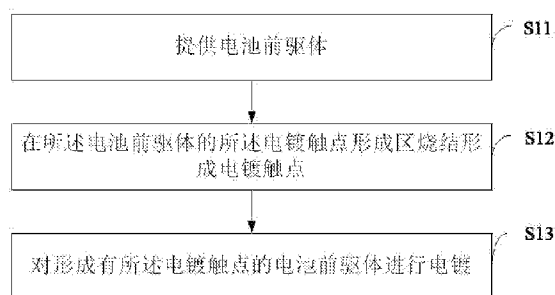 提供电池前驱体
S11
在所述电池前驱体的所述电镀触点形成区烧结形
成电镀触点
S12
对形成有所述电镀触点的电池前驱体进行电镀
S13